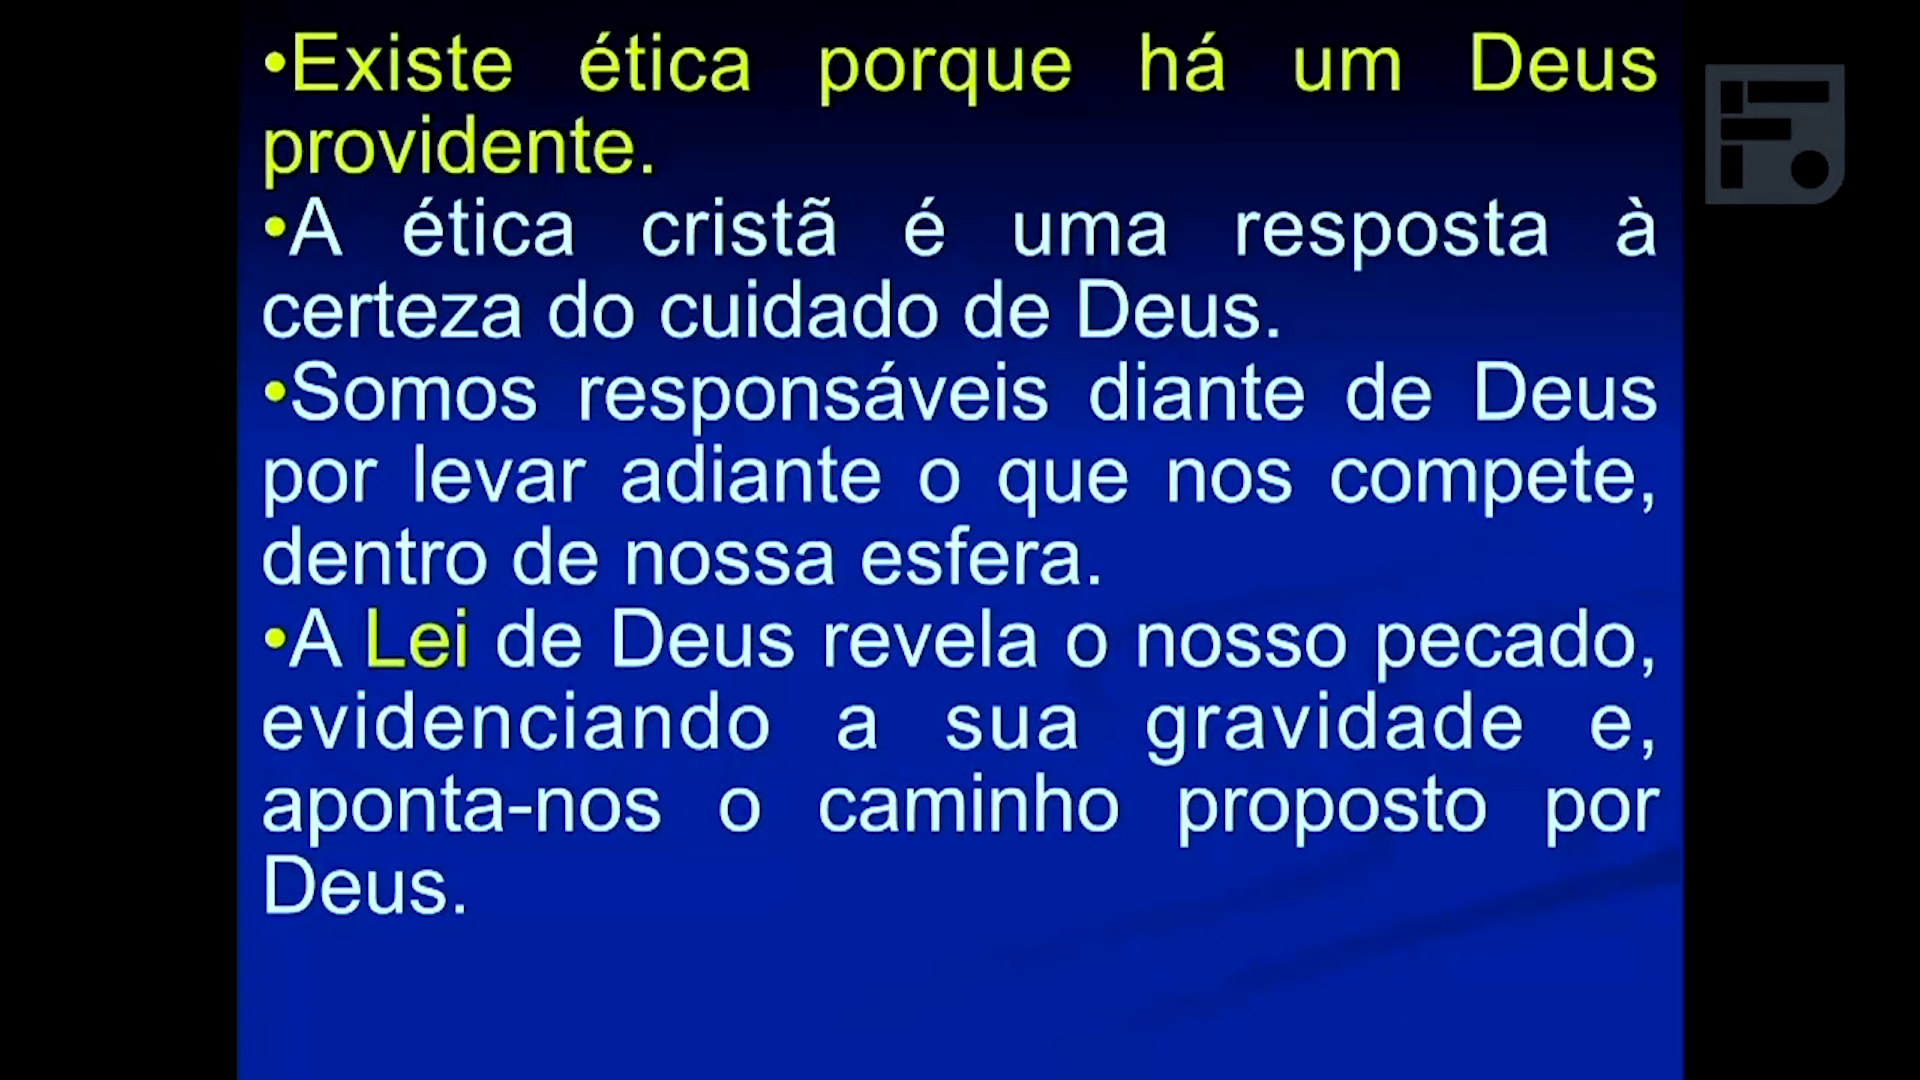 •Existe ética porque há um Deus
providente.
•A ética cristã é uma resposta à
certeza do cuidado de Deus.
•Somos responsáveis diante de Deus
por levar adiante o que nos compete,
dentro de nossa esfera.
•A Lei de Deus revela o nosso pecado,
evidenciando a sua gravidade e,
aponta-nos o caminho proposto por
Deus.